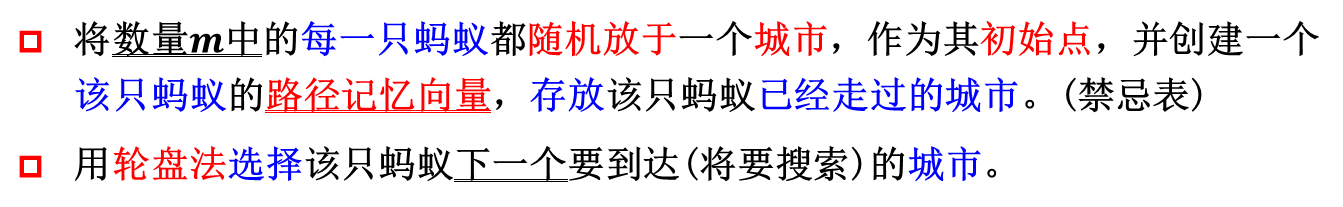 将数量m中的每一只蚂蚁都随机放于一个城市，作为其初始点，并创建一个
该只蚂蚁的路径记忆向量，存放该只蚂蚁已经走过的城市。(禁忌表)
用轮盘法选择该只蚂蚁下一个要到达(将要搜索)的城市。